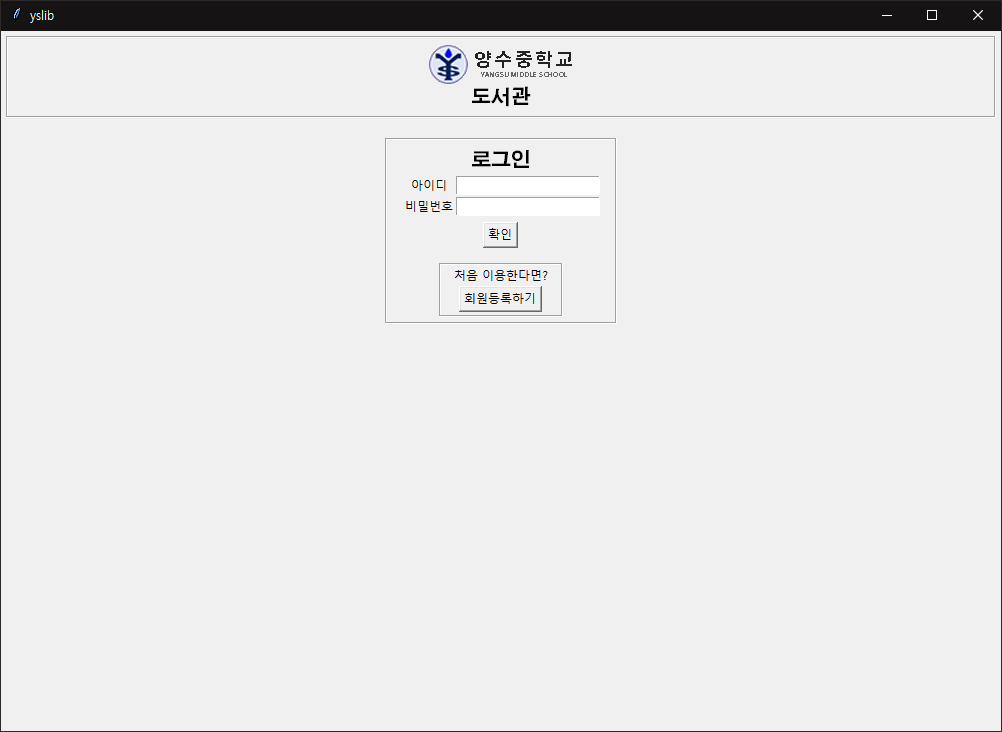 yslib
양수중학교
YANGSU MIDDLE SCHOOL
도서관
로그인
아이디
비밀번호
확인
처음 이용한다면?
회원등록하기